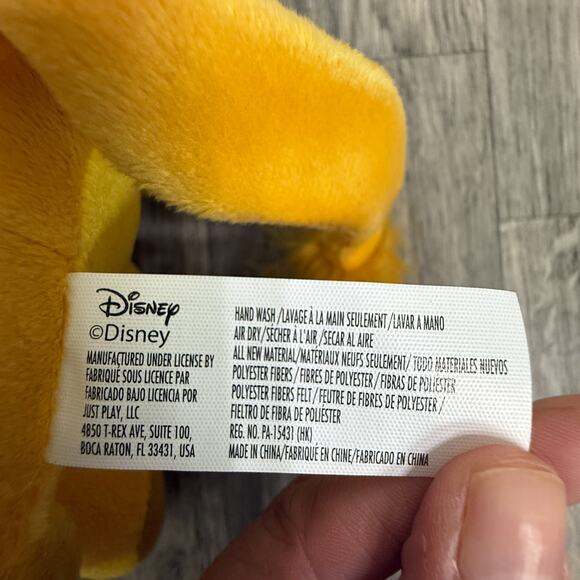 Disney
©Disney
MANUFACTURED UNDER LICENSE BY
FABRIQUÉ SOUS LICENCE PAR
FABRICADO BAJO LICENCIA POR
JUST PLAY, LLC
4850 T-REX AVE, SUITE 100,
BOCA RATON, FL 33431, USA
HAND WASH /LAVAGE À LA MAIN SEULEMENT/LAVAR A MANO
AIR DRY/SÉCHER À L'AIR /SECAR AL AIRE
ALL NEW MATERIAL/MATÉRIAUX NEUFS SEULEMENT/ TODO MATERIALES NUEVOS
POLYESTER FIBERS/ FIBRES DE POLYESTER/ FIBRAS DE POLIÉSTER
POLYESTER FIBERS FELT/ FEUTRE DE FIBRES DE POLYESTER /
FIELTRO DE FIBRA DE POLIÉSTER
REG. NO. PA-15431 (HK)
MADE IN CHINA/FABRIQUÉ EN CHINE/FABRICADO EN CHINA